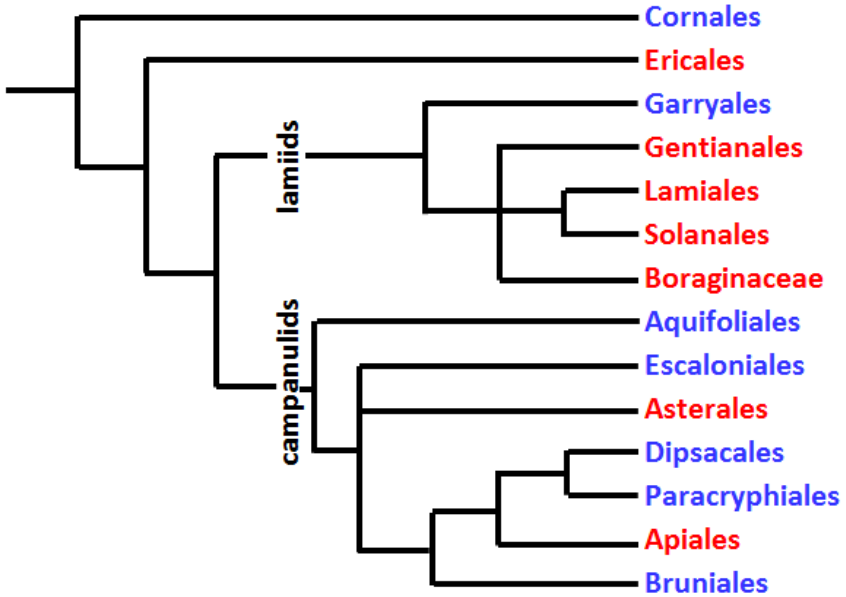 Cornales
Ericales
Garryales
lamiids
Gentianales
Lamiales
Solanales
Boraginaceae
Aquifoliales
campanulids
Escaloniales
Asterales
Dipsacales
Paracryphiales
Apiales
Bruniales